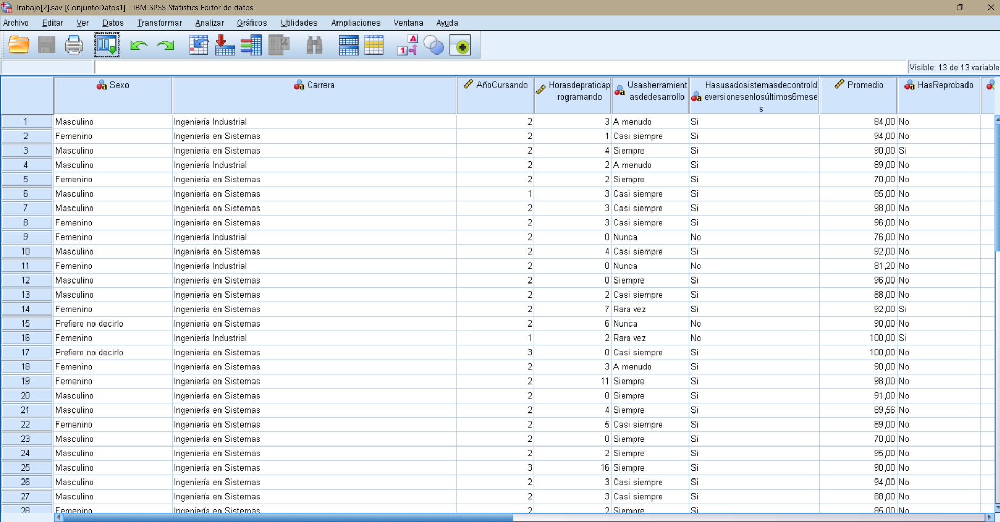 Trabajo[2].sav [ConjuntoDatos1] - IBM SPSS Statistics Editor de datos
Archivo Editar Ver Datos Transformar Analizar Gráficos Utilidades Ampliaciones Ventana Ayuda
Visible: 13 de 13 variable
Sexo Carrera AñoCursando Horasdepraticap Usasherramient Hasusadosistemasdecontrold Promedio HasReprobado
rogramando asdedesarrollo eversionesenlosúltimos6mese
s
1 Masculino Ingeniería Industrial 2 3 A menudo Si 84,00 No
2 Femenino Ingeniería en Sistemas 2 1 Casi siempre Si 94,00 No
3 Masculino Ingeniería en Sistemas 2 4 Siempre Si 90,00 Si
4 Masculino Ingeniería Industrial 2 2 A menudo Si 89,00 No
5 Femenino Ingeniería en Sistemas 2 2 Siempre Si 70,00 No
6 Masculino Ingeniería en Sistemas 1 3 Casi siempre Si 85,00 No
7 Masculino Ingeniería en Sistemas 2 3 Casi siempre Si 98,00 No
8 Femenino Ingeniería en Sistemas 2 3 Casi siempre Si 96,00 No
9 Femenino Ingeniería Industrial 2 0 Nunca No 76,00 No
10 Masculino Ingeniería en Sistemas 2 4 Casi siempre Si 92,00 No
11 Femenino Ingeniería Industrial 2 0 Nunca No 81,20 No
12 Masculino Ingeniería en Sistemas 2 0 Siempre Si 96,00 No
13 Masculino Ingeniería en Sistemas 2 2 Casi siempre Si 88,00 No
14 Femenino Ingeniería en Sistemas 2 7 Rara vez Si 92,00 Si
15 Prefiero no decirlo Ingeniería en Sistemas 2 6 Nunca No 90,00 No
16 Femenino Ingeniería Industrial 1 2 Rara vez No 100,00 Si
17 Prefiero no decirlo Ingeniería en Sistemas 3 0 Casi siempre Si 100,00 No
18 Femenino Ingeniería en Sistemas 2 3 A menudo Si 90,00 No
19 Femenino Ingeniería en Sistemas 2 11 Siempre Si 98,00 No
20 Masculino Ingeniería en Sistemas 2 0 Siempre Si 91,00 No
21 Masculino Ingeniería en Sistemas 2 4 Siempre Si 89,56 No
22 Femenino Ingeniería en Sistemas 2 5 Casi siempre Si 89,00 No
23 Masculino Ingeniería en Sistemas 2 0 Siempre Si 70,00 No
24 Masculino Ingeniería en Sistemas 2 2 Siempre Si 95,00 No
25 Masculino Ingeniería en Sistemas 3 16 Siempre Si 90,00 No
26 Masculino Ingeniería en Sistemas 2 3 Casi siempre Si 94,00 No
27 Masculino Ingeniería en Sistemas 2 3 Casi siempre Si 88,00 No
28 Femenino Ingeniería en Sistemas 2 2 Siempre Si 85,00 No